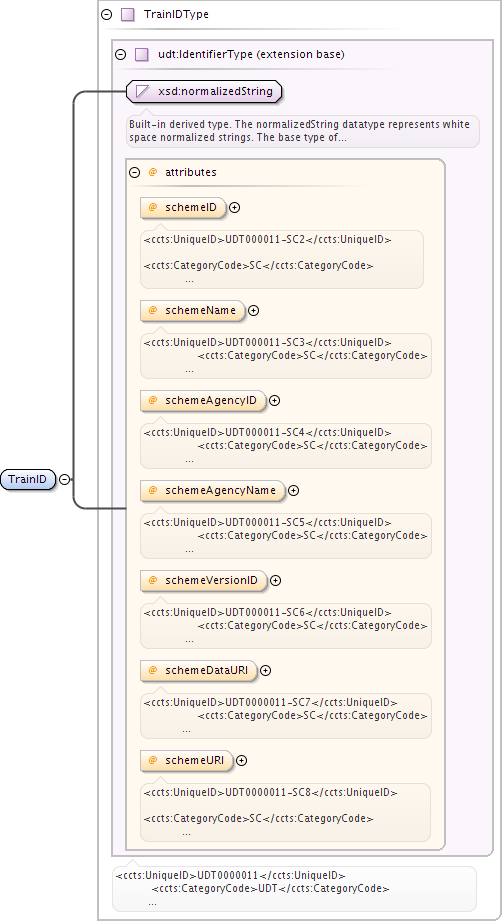 TrainIDType
udt:IdentifierType (extension base)
xsd:normalizedString
Built-in derived type. The normalizedString datatype represents white
space normalized strings. The base type of...
@ attributes
@ schemeID
<ccts:UniqueID>UDT000011-SC2</ccts:UniqueID>
<ccts:CategoryCode>SC</ccts:CategoryCode>
...
@ schemeName
<ccts:UniqueID>UDT000011-SC3</ccts:UniqueID>
<ccts:CategoryCode>SC</ccts:CategoryCode>
...
@ schemeAgencyID
<ccts:UniqueID>UDT000011-SC4</ccts:UniqueID>
<ccts:CategoryCode>SC</ccts:CategoryCode>
...
TrainID
@ schemeAgencyName
<ccts:UniqueID>UDT000011-SC5</ccts:UniqueID>
<ccts:CategoryCode>SC</ccts:CategoryCode>
...
@ schemeVersionID
<ccts:UniqueID>UDT000011-SC6</ccts:UniqueID>
<ccts:CategoryCode>SC</ccts:CategoryCode>
...
@ schemeDataURI
<ccts:UniqueID>UDT0000011-SC7</ccts:UniqueID>
<ccts:CategoryCode>SC</ccts:CategoryCode>
...
@ schemeURI
<ccts:UniqueID>UDT0000011-SC8</ccts:UniqueID>
<ccts:CategoryCode>SC</ccts:CategoryCode>
...
<ccts:UniqueID>UDT0000011</ccts:UniqueID>
<ccts:CategoryCode>UDT</ccts:CategoryCode>
...